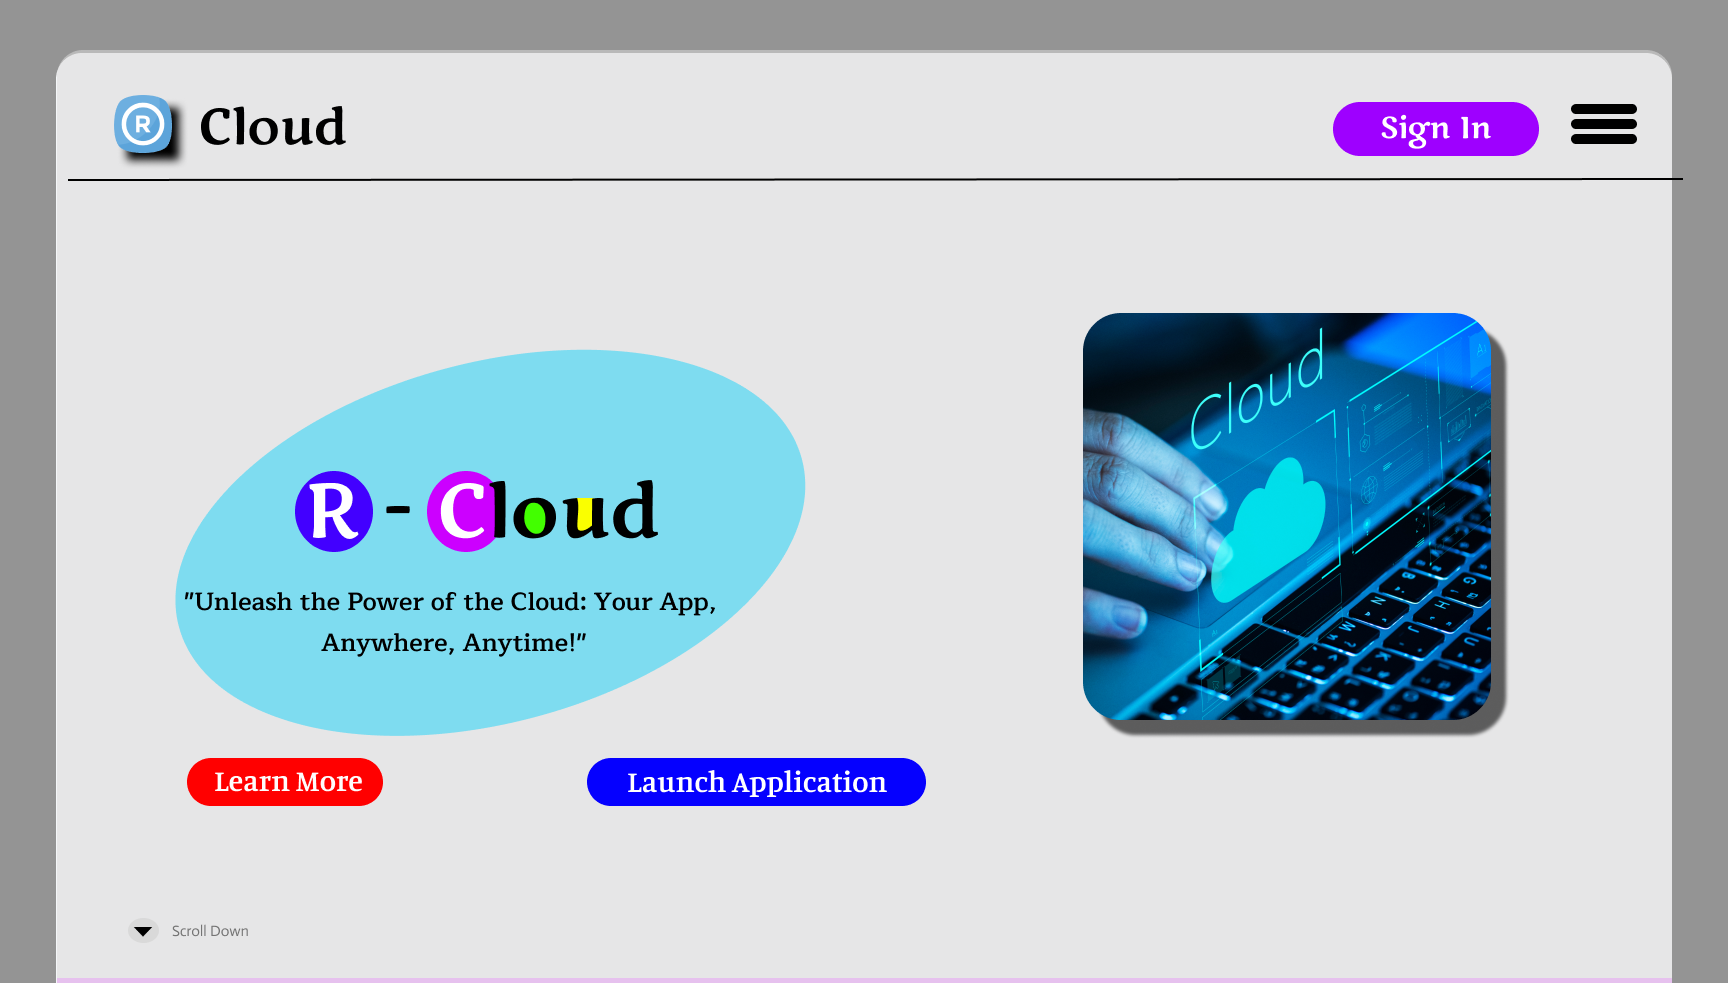 R Cloud
Sign In
R - Cloud
"Unleash the Power of the Cloud: Your App,
Anywhere, Anytime!"
Cloud
Learn More
Launch Application
Scroll Down